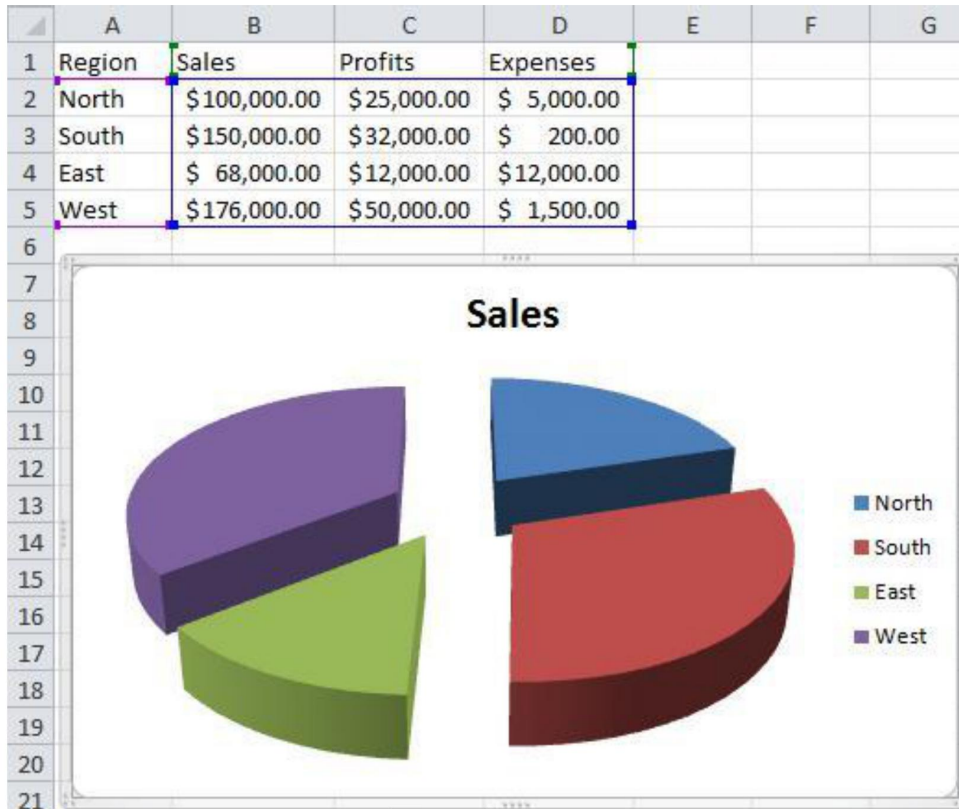 A B C D E F G
1 Region Sales Profits Expenses
2 North $100,000.00 $25,000.00 $ 5,000.00
3 South $150,000.00 $32,000.00 $ 200.00
4 East $ 68,000.00 $12,000.00 $12,000.00
5 West $176,000.00 $50,000.00 $ 1,500.00
6
7
8
9
10
11
12
13
14
15
16
17
18
19
20
21
Sales
North
South
East
West